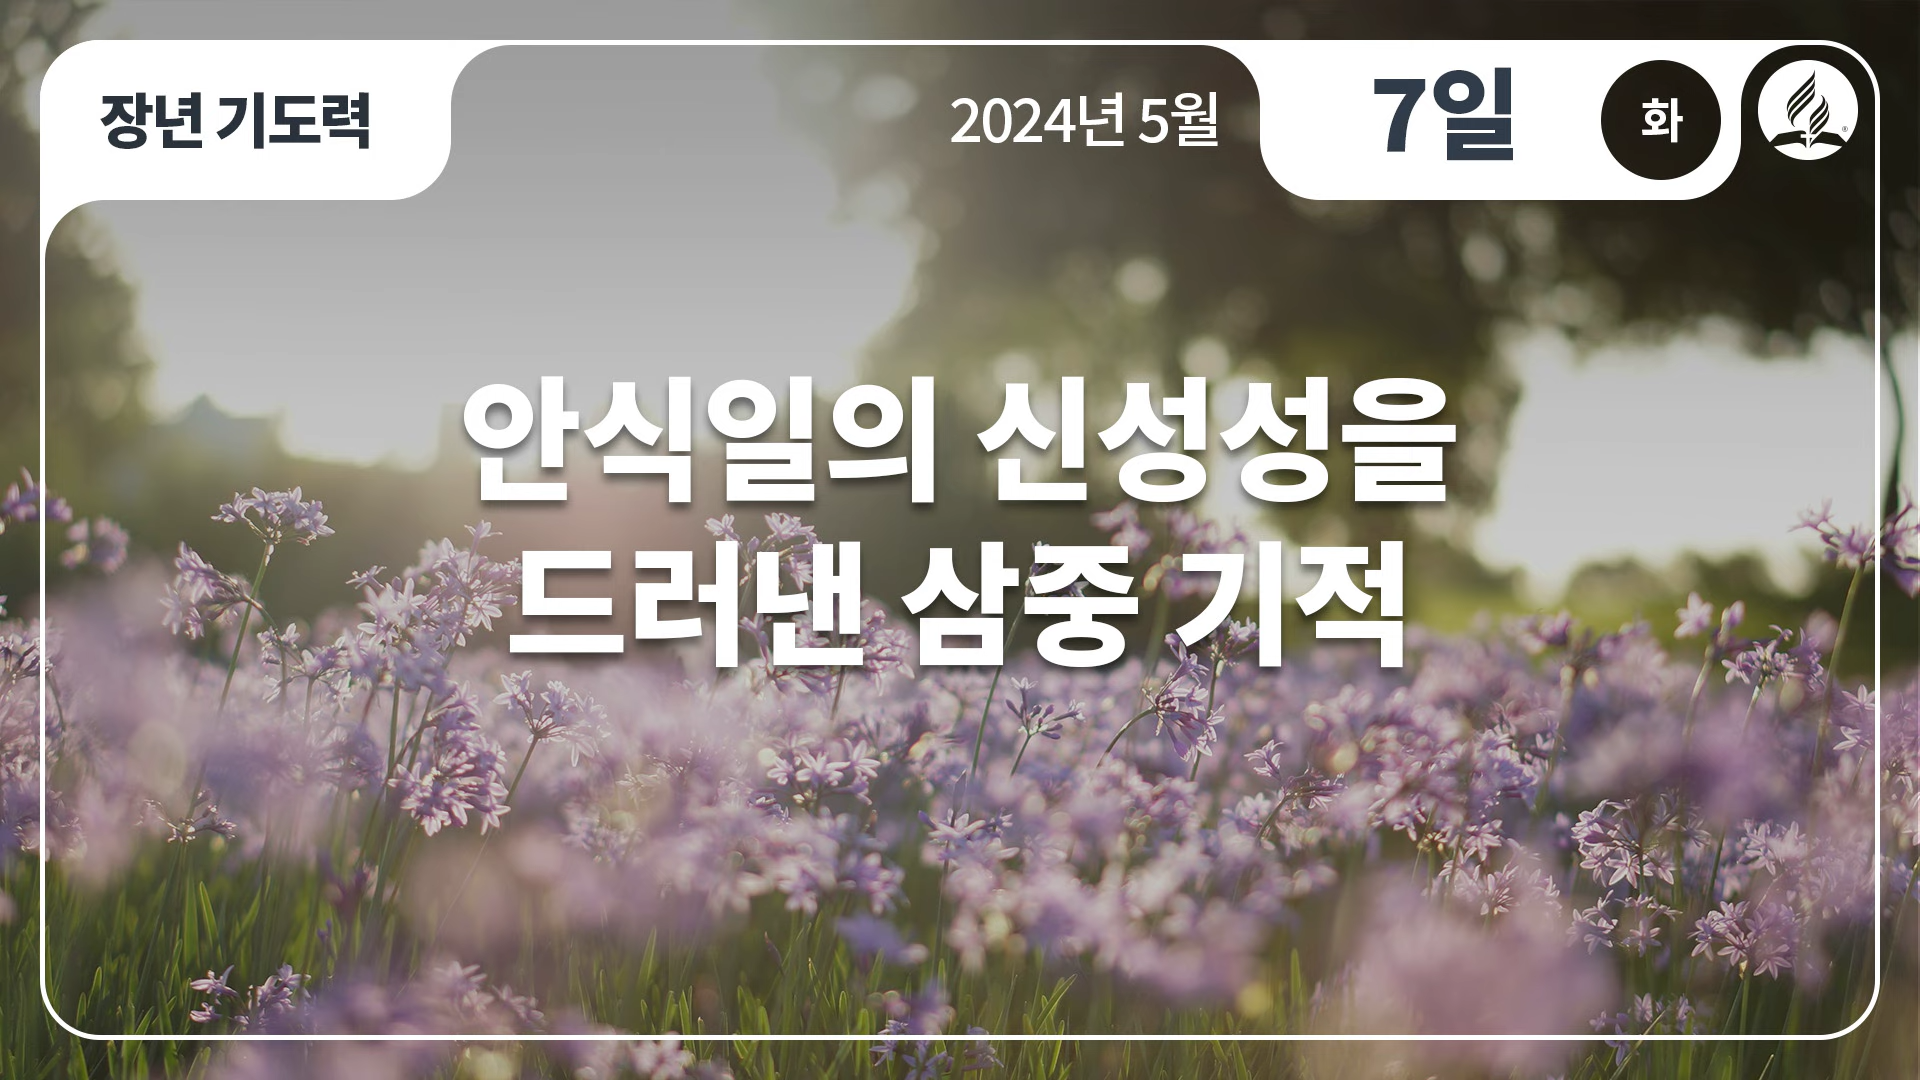 장년 기도력
2024년 5월
7일
화
안식일의 신성성을
드러낸 삼중 기적